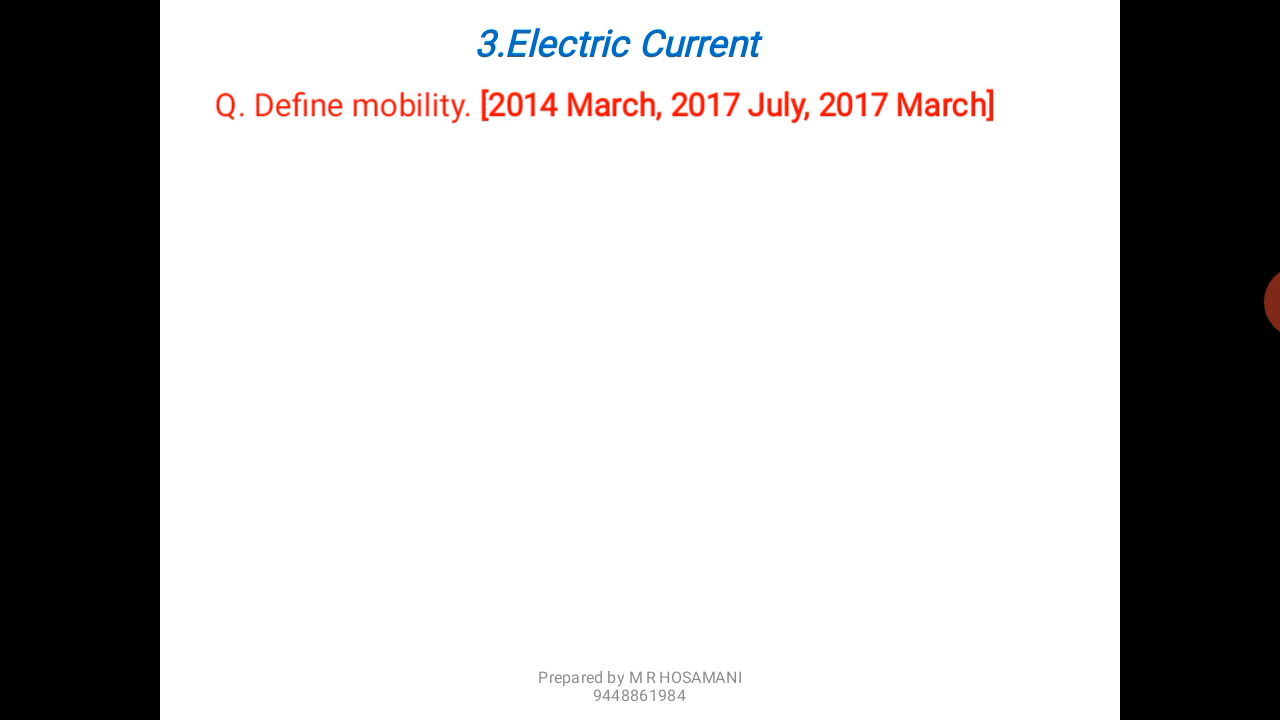 3.Electric Current
Q. Define mobility. [2014 March, 2017 July, 2017 March]
Prepared by M R HOSAMANI
9448861984